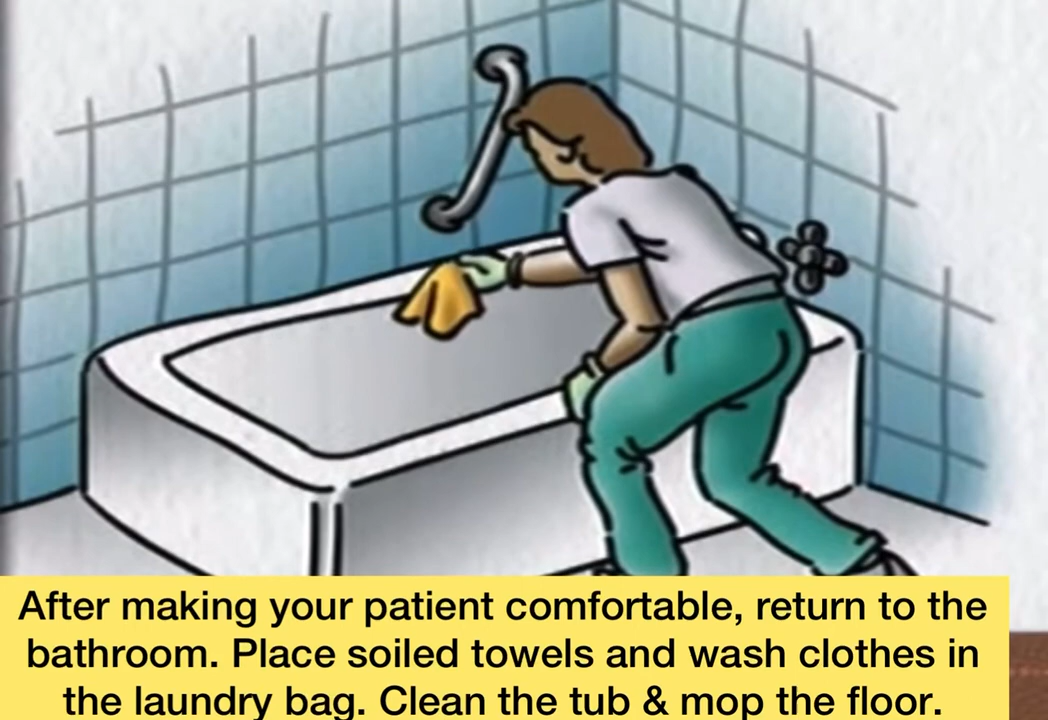 After making your patient comfortable, return to the
bathroom. Place soiled towels and wash clothes in
the laundry bag. Clean the tub & mop the floor.